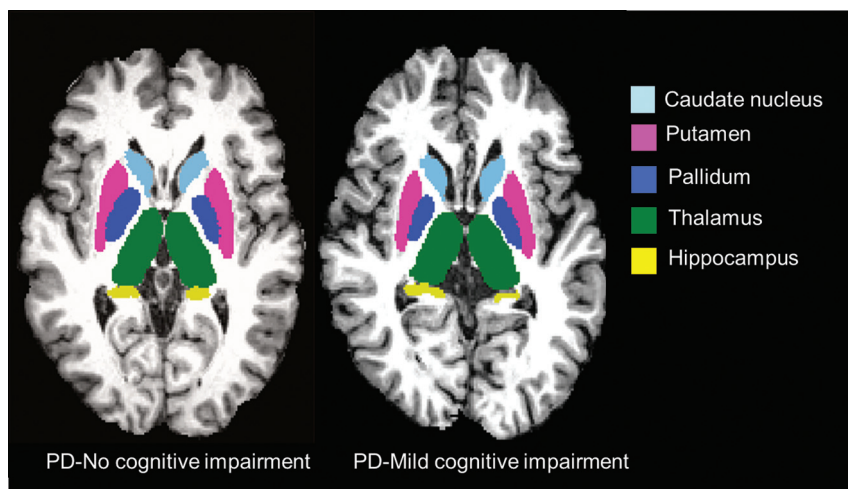 Caudate nucleus
Putamen
Pallidum
Thalamus
Hippocampus
PD-No cognitive impairment
PD-Mild cognitive impairment